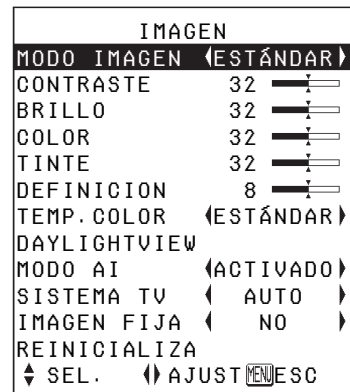 IMAGEN
MODO IMAGEN ESTÁNDAR
CONTRASTE 32
BRILLO 32
COLOR 32
TINTE 32
DEFINICION 8
TEMP.COLOR ESTÁNDAR
DAYLIGHTVIEW
MODO AI ACTIVADO
SISTEMA TV AUTO
IMAGEN FIJA NO
REINICIALIZA
SEL. AJUST MENU ESC